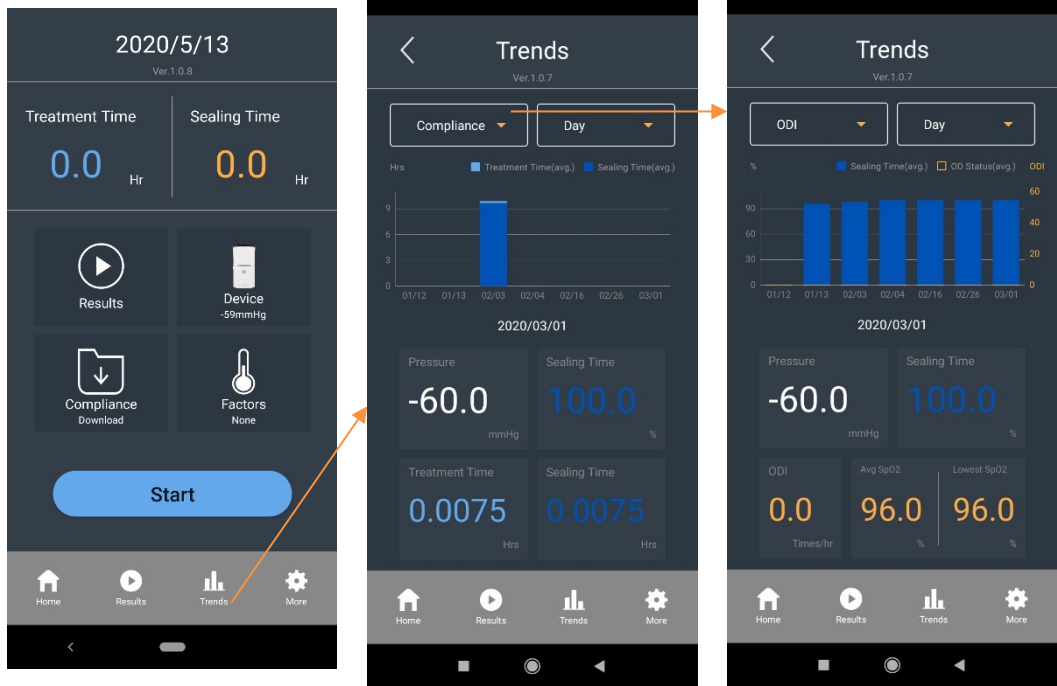 2020/5/13
Ver.1.0.8
Treatment Time
0.0 Hr
Sealing Time
0.0 Hr
Results
Device
-59mmHg
Compliance
Download
Factors
None
Start
Home Results Trends More
Trends
Ver.1.0.7
Compliance Day
Hrs Treatment Time(avg.) Sealing Time(avg.)
9
6
3
0
01/12 01/13 02/03 02/04 02/16 02/26 03/01
2020/03/01
Pressure
-60.0
mmHg
Sealing Time
100.0
%
Treatment Time
0.0075
Hrs
Sealing Time
0.0075
Hrs
Home Results Trends More
Trends
Ver.1.0.7
ODI Day
% Sealing Time(avg.) OD Status(avg.) ODI
90
60
30
0
60
40
20
0
01/12 01/13 02/03 02/04 02/16 02/26 03/01
2020/03/01
Pressure
-60.0
mmHg
Sealing Time
100.0
%
ODI
0.0
Times/hr
Avg SpO2
96.0
%
Lowest SpO2
96.0
%
Home Results Trends More